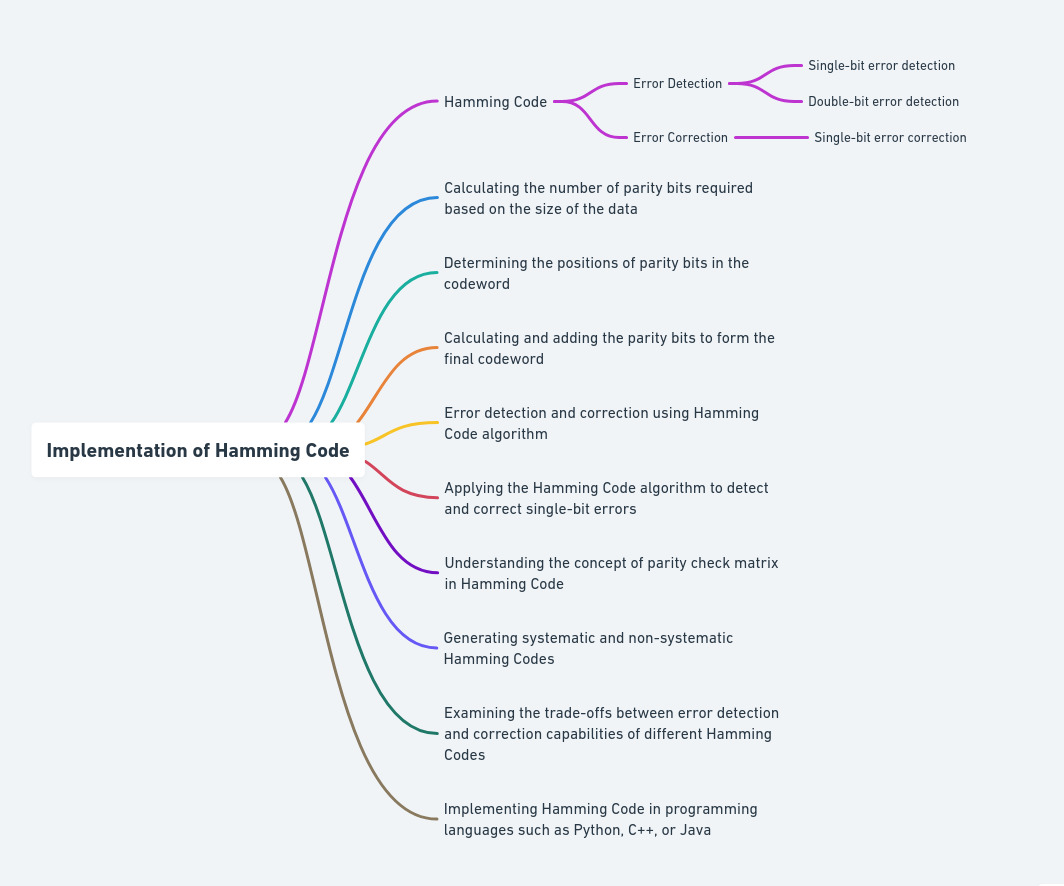 Single-bit error detection
Error Detection
Hamming Code
Double-bit error detection
Error Correction
Single-bit error correction
Calculating the number of parity bits required
based on the size of the data
Determining the positions of parity bits in the
codeword
Calculating and adding the parity bits to form the
final codeword
Error detection and correction using Hamming
Code algorithm
Implementation of Hamming Code
Applying the Hamming Code algorithm to detect
and correct single-bit errors
Understanding the concept of parity check matrix
in Hamming Code
Generating systematic and non-systematic
Hamming Codes
Examining the trade-offs between error detection
and correction capabilities of different Hamming
Codes
Implementing Hamming Code in programming
languages such as Python, C++, or Java